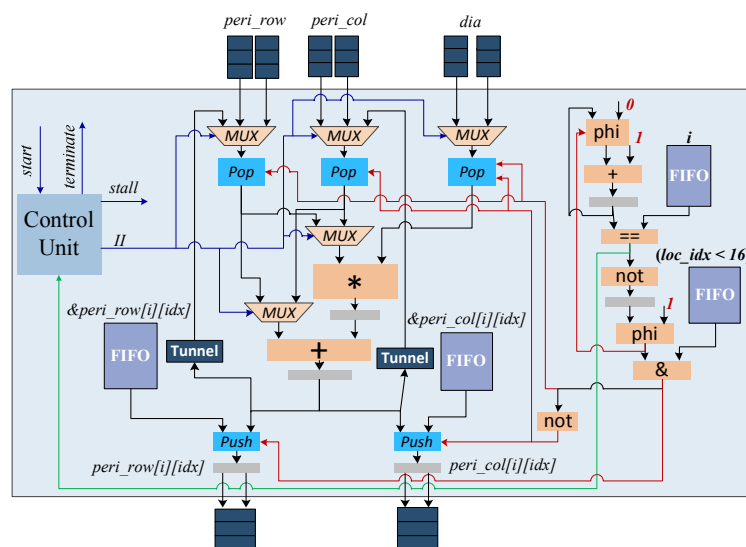 peri_row
peri_col
dia
0
MUX
MUX
MUX
phi
1
i
start
terminate
Pop
Pop
Pop
+
FIFO
stall
Control
Unit
II
MUX
==
(loc_idx < 16
not
*
MUX
FIFO
1
&peri_row[i][idx]
&peri_col[i][idx]
phi
FIFO
Tunnel
+
Tunnel
FIFO
&
not
Push
Push
peri_row[i][idx]
peri_col[i][idx]